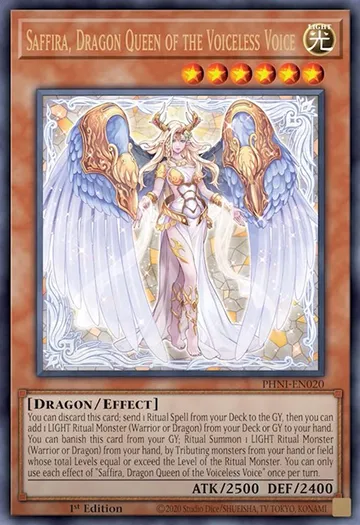 Saffira, Dragon Queen of the Voiceless Voice
LIGHT
光
PHNI-EN020
[Dragon/Effect]
You can discard this card; send 1 Ritual Spell from your Deck to the GY, then you can
add 1 LIGHT Ritual Monster (Warrior or Dragon) from your Deck or GY to your hand.
You can banish this card from your GY; Ritual Summon 1 LIGHT Ritual Monster
(Warrior or Dragon) from your hand, by Tributing monsters from your hand or field
whose total Levels equal or exceed the Level of the Ritual Monster. You can only
use each effect of "Saffira, Dragon Queen of the Voiceless Voice" once per turn.
ATK/2500 DEF/2400
1st Edition
©2020 Studio Dice/SHUEISHA, TV TOKYO, KONAMI